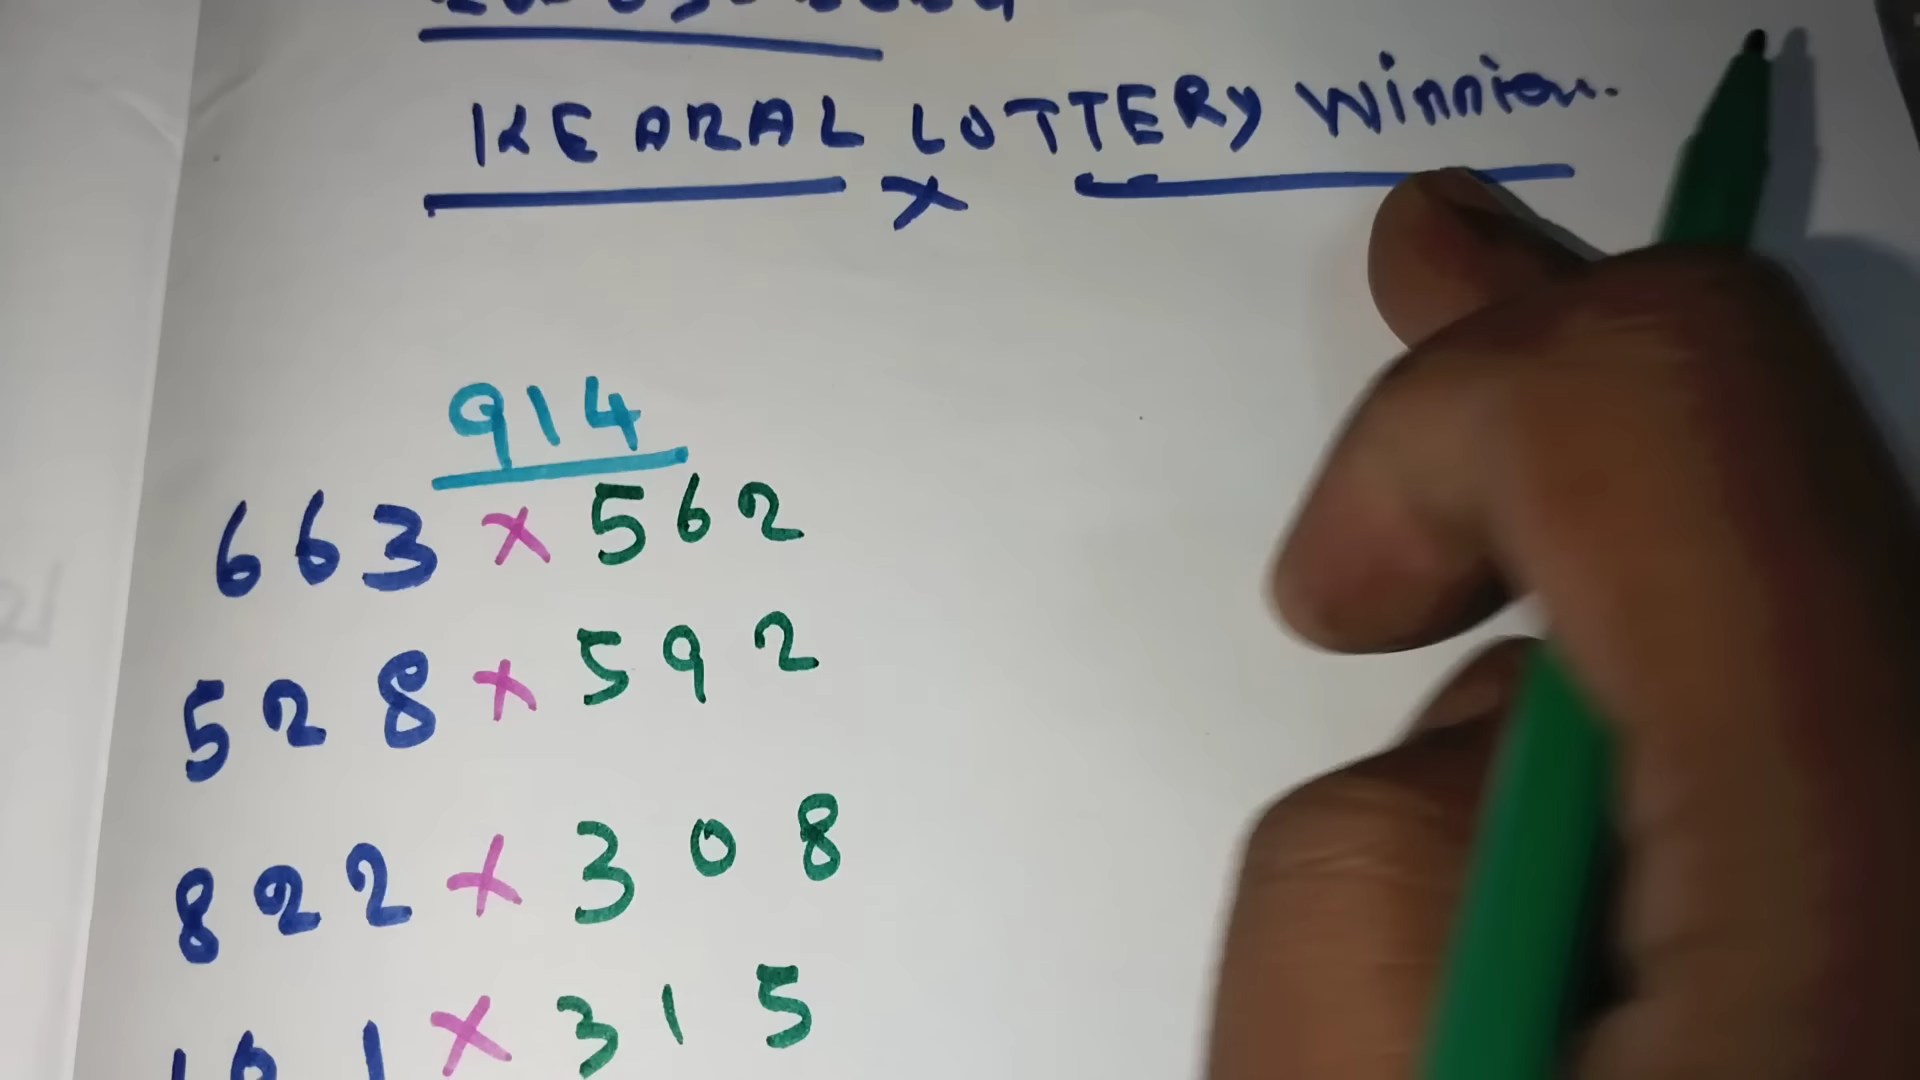 KEARAL LOTTERY Winnion.
×
914
663 × 562
528 × 592
822 × 308
× 315